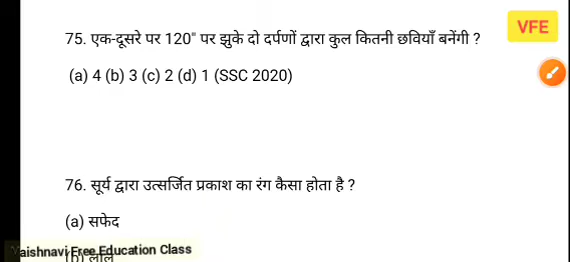 VFE
75. एक-दूसरे पर 120" पर झुके दो दर्पणों द्वारा कुल कितनी छवियाँ बनेंगी ?
(a) 4 (b) 3 (c) 2 (d) 1 (SSC 2020)
76. सूर्य द्वारा उत्सर्जित प्रकाश का रंग कैसा होता है ?
(a) सफेद
(b) लाल
Vaishnavi Free Education Class